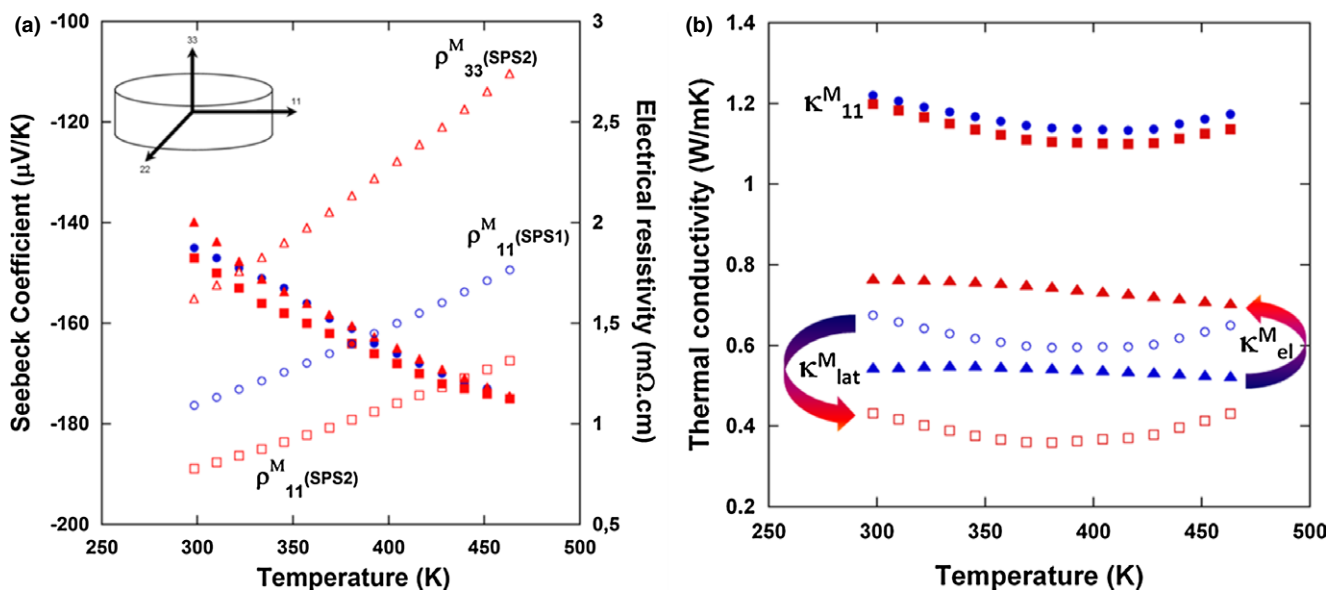 (a)
Seebeck Coefficient (μV/K)
-100
-120
-140
-160
-180
-200
33
11
22
ρM33(SPS2)
ρM11(SPS1)
ρM11(SPS2)
3
2,5
2
1,5
1
0,5
Electrical resistivity (mΩ.cm)
250 300 350 400 450 500
Temperature (K)
(b)
Thermal conductivity (W/mK)
1.4
1.2
1
0.8
0.6
0.4
0.2
κM11
κMlat
κMel
250 300 350 400 450 500
Temperature (K)